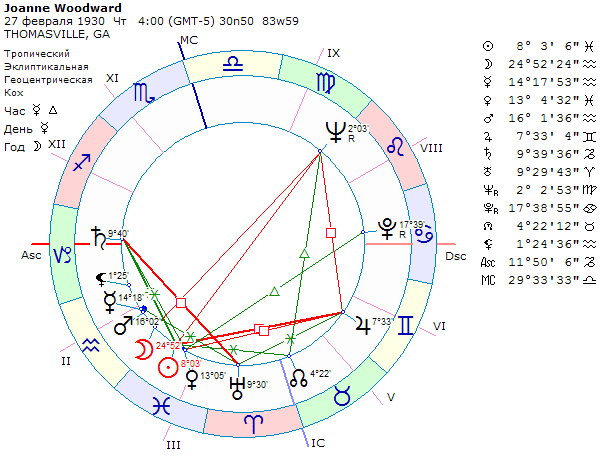 Joanne Woodward
27 февраля 1930 Чт 4:00 (GMT-5) 30n50 83w59
THOMASVILLE, GA
Тропический
Эклиптикальная
Геоцентрическая
Кох
Час ☿ △
День ♀
Год ☽
MC
IX
XI
XII
VIII
VI
V
IC
III
II
Asc
Dsc
2°03'
R
17°39'
R
9°40'
1°25'
14°18'
16°02'
24°52'
8°03'
13°05'
9°30'
4°22'
7°33'
☉ 8° 3' 6" ♓
☽ 24°52'24" ♒
☿ 14°17'53" ♒
♀ 13° 4'32" ♓
♂ 16° 1'36" ♒
♃ 7°33' 4" ♊
♄ 9°39'36" ♑
♅ 9°29'43" ♈
♆R 2° 2'53" ♍
♇R 17°38'55" ♋
☊ 4°22'12" ♉
⚸ 1°24'36" ♒
Asc 11°50' 6" ♑
MC 29°33'33" ♎